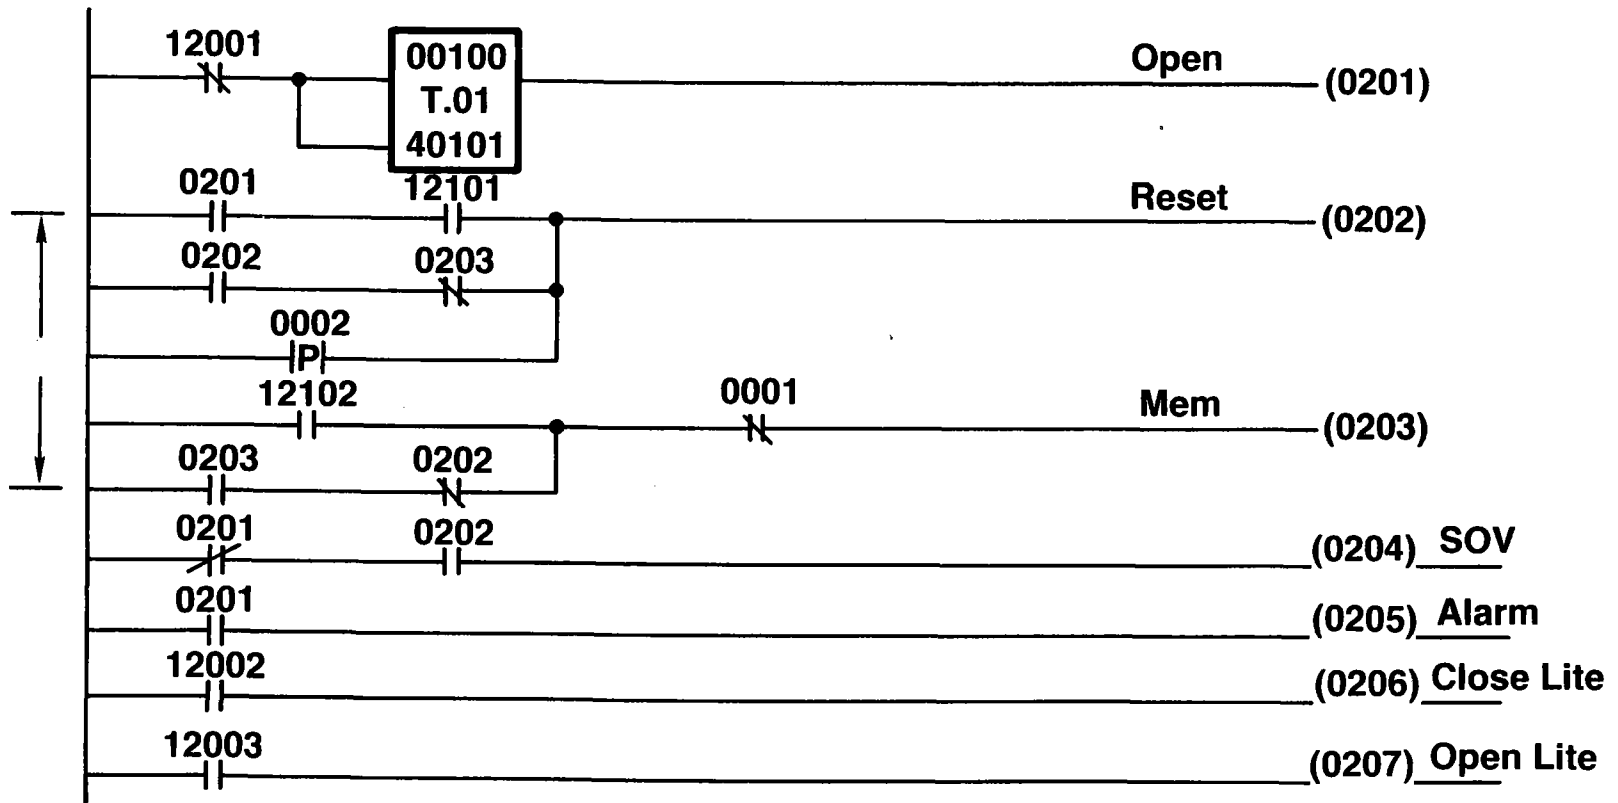 12001
00100
T.01
40101
Open
(0201)
0201
12101
Reset
(0202)
0202
0203
0002
P
12102
0001
Mem
(0203)
0203
0202
0201
0202
(0204) SOV
0201
(0205) Alarm
12002
(0206) Close Lite
12003
(0207) Open Lite